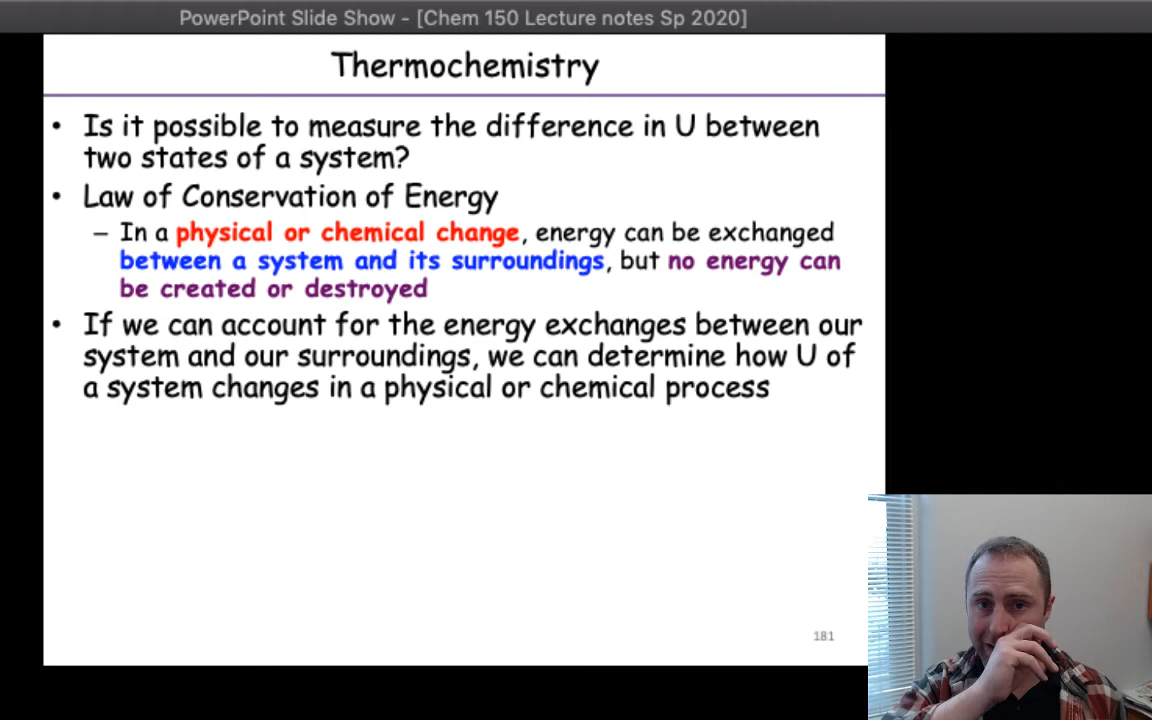 PowerPoint Slide Show - [Chem 150 Lecture notes Sp 2020]
Thermochemistry
• Is it possible to measure the difference in U between
two states of a system?
• Law of Conservation of Energy
– In a physical or chemical change, energy can be exchanged
between a system and its surroundings, but no energy can
be created or destroyed
• If we can account for the energy exchanges between our
system and our surroundings, we can determine how U of
a system changes in a physical or chemical process
181